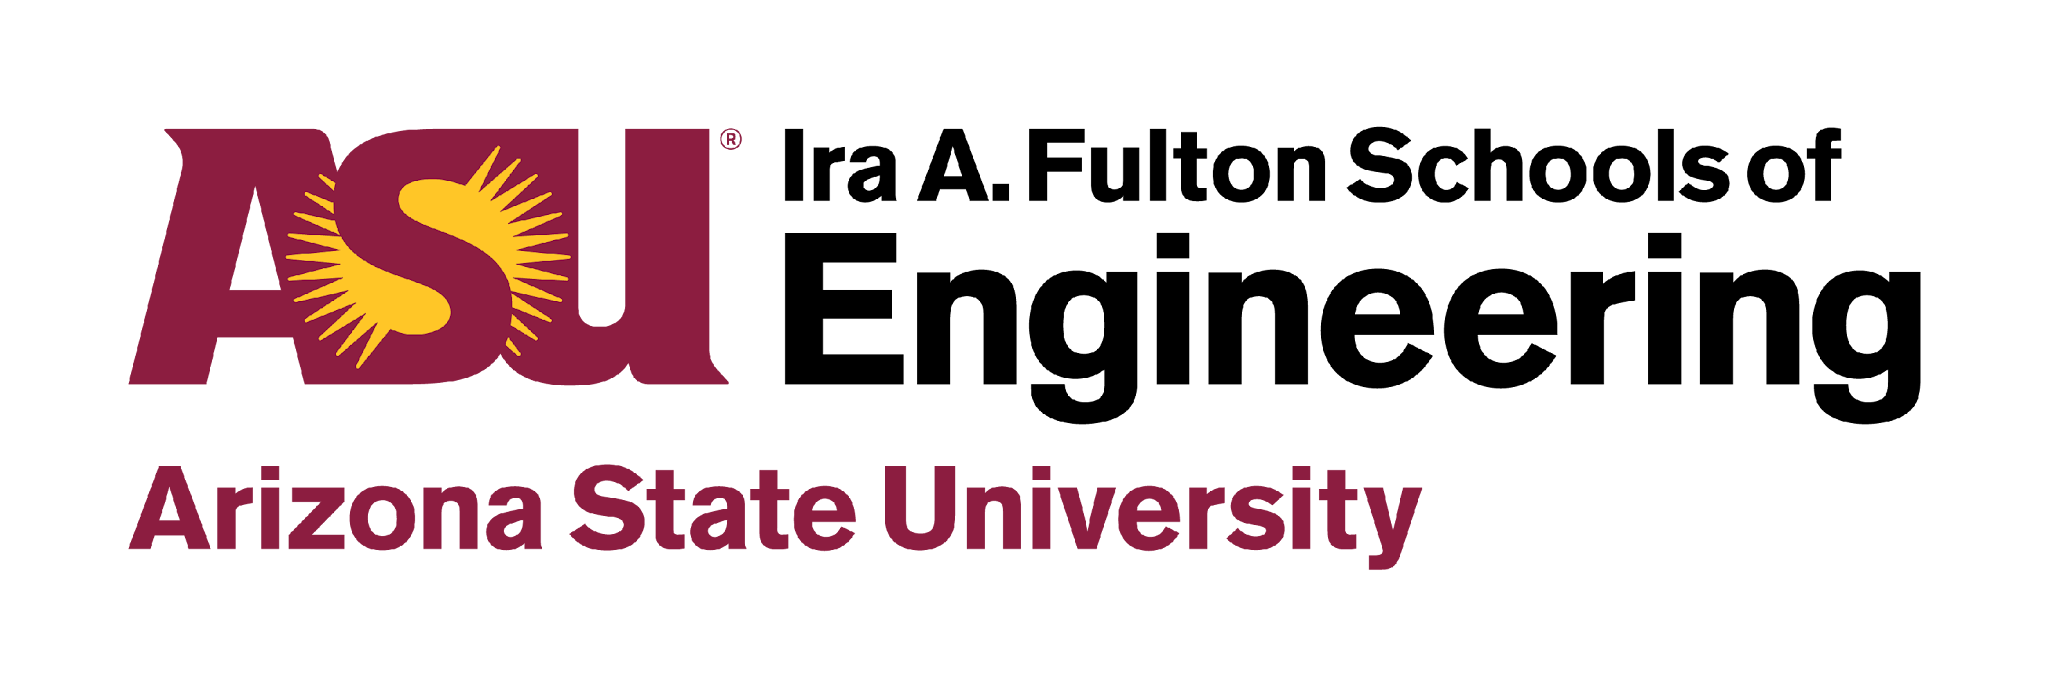 ASU®
Ira A. Fulton Schools of
Engineering
Arizona State University